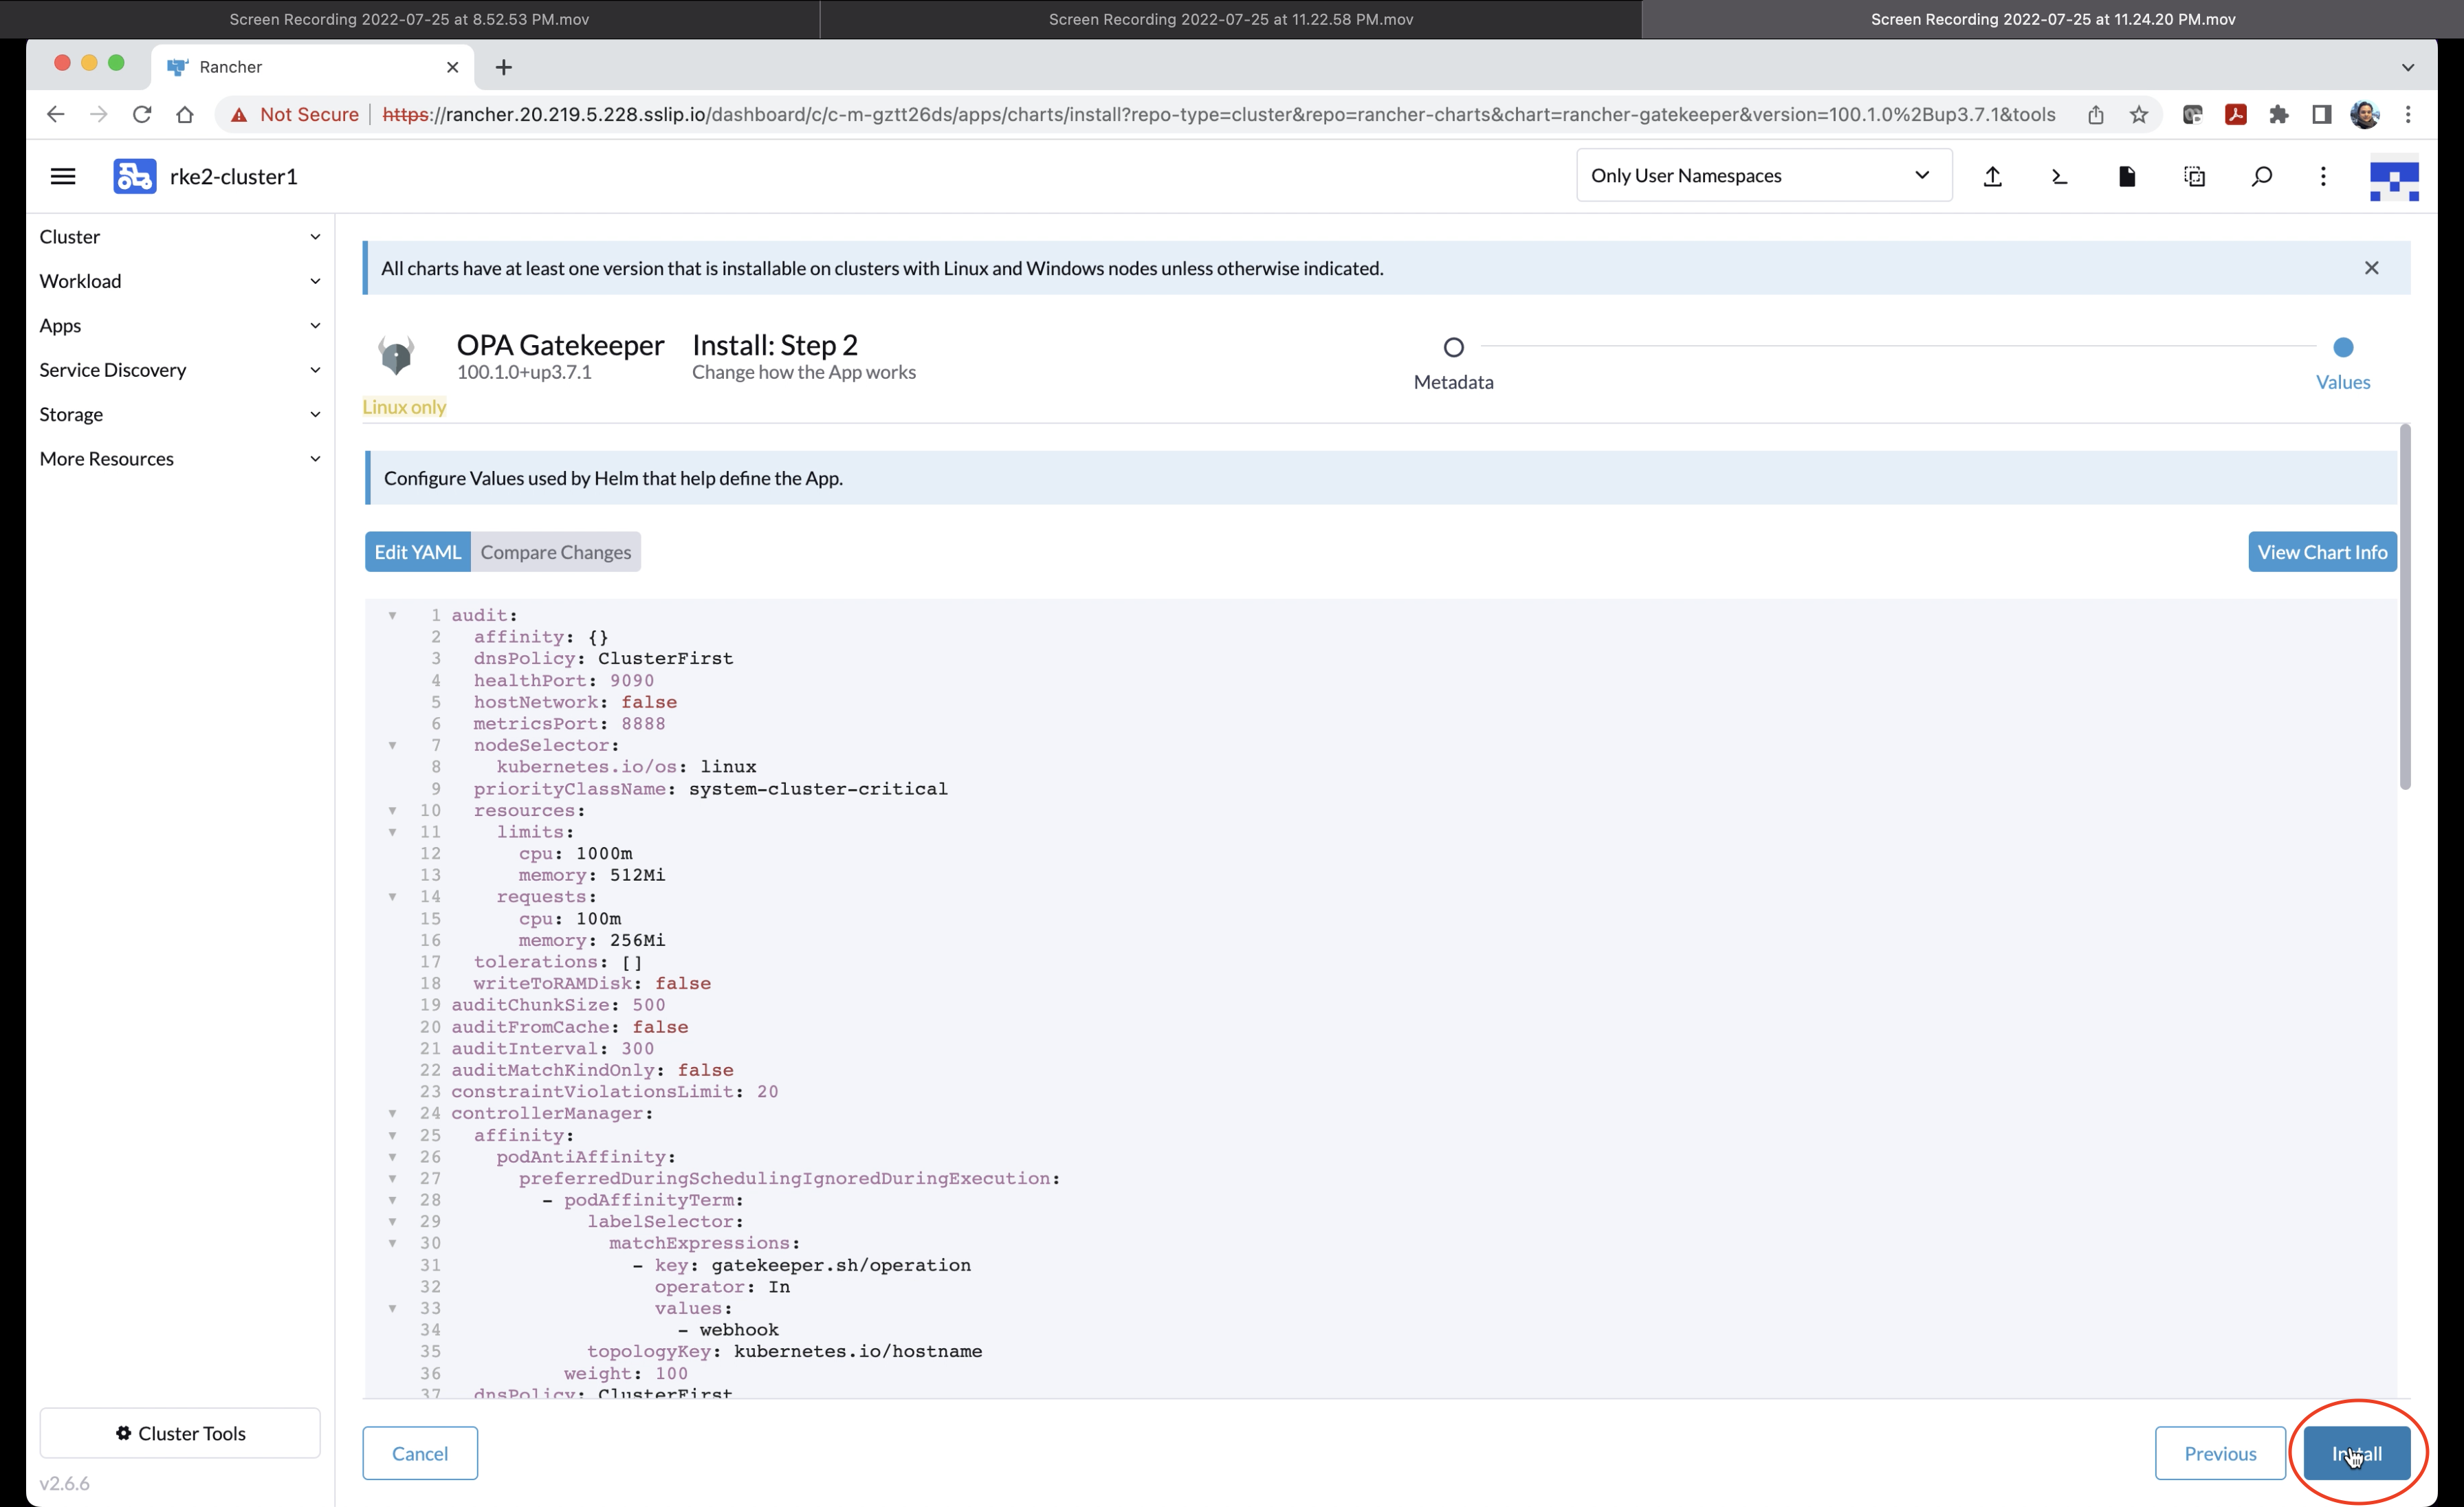 Screen Recording 2022-07-25 at 8.52.53 PM.mov
Screen Recording 2022-07-25 at 11.22.58 PM.mov
Screen Recording 2022-07-25 at 11.24.20 PM.mov
Rancher
Not Secure
https://rancher.20.219.5.228.sslip.io/dashboard/c/c-m-gztt26ds/apps/charts/install?repo-type=cluster&repo=rancher-charts&chart=rancher-gatekeeper&version=100.1.0%2Bup3.7.1&tools
rke2-cluster1
Only User Namespaces
Cluster
Workload
Apps
Service Discovery
Storage
More Resources
All charts have at least one version that is installable on clusters with Linux and Windows nodes unless otherwise indicated.
OPA Gatekeeper
100.1.0+up3.7.1
Install: Step 2
Change how the App works
Metadata
Values
Linux only
Configure Values used by Helm that help define the App.
Edit YAML
Compare Changes
View Chart Info
1 audit:
2 affinity: {}
3 dnsPolicy: ClusterFirst
4 healthPort: 9090
5 hostNetwork: false
6 metricsPort: 8888
7 nodeSelector:
8 kubernetes.io/os: linux
9 priorityClassName: system-cluster-critical
10 resources:
11 limits:
12 cpu: 1000m
13 memory: 512Mi
14 requests:
15 cpu: 100m
16 memory: 256Mi
17 tolerations: []
18 writeToRAMDisk: false
19 auditChunkSize: 500
20 auditFromCache: false
21 auditInterval: 300
22 auditMatchKindOnly: false
23 constraintViolationsLimit: 20
24 controllerManager:
25 affinity:
26 podAntiAffinity:
27 preferredDuringSchedulingIgnoredDuringExecution:
28 - podAffinityTerm:
29 labelSelector:
30 matchExpressions:
31 - key: gatekeeper.sh/operation
32 operator: In
33 values:
34 - webhook
35 topologyKey: kubernetes.io/hostname
36 weight: 100
37 dnsPolicy: ClusterFirst
Cluster Tools
v2.6.6
Cancel
Previous
Install